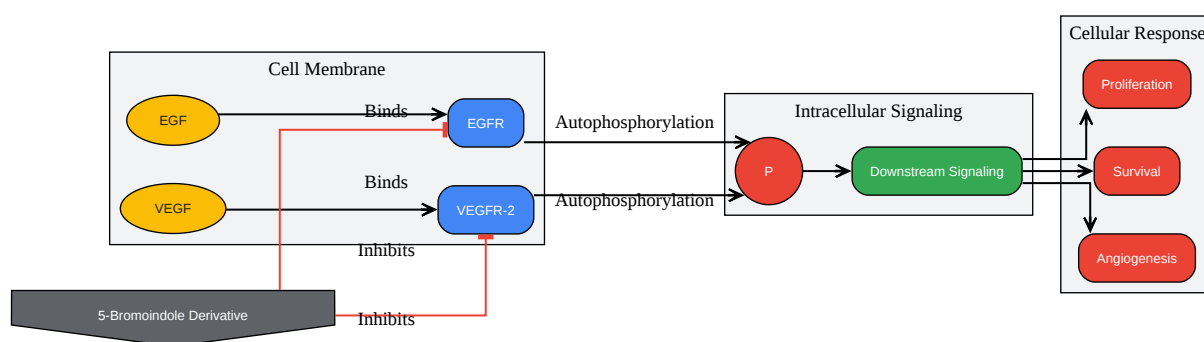 Cellular Response
Cell Membrane
Proliferation
EGF
Binds
EGFR
Autophosphorylation
Intracellular Signaling
P
Downstream Signaling
Survival
Binds
VEGF
VEGFR-2
Autophosphorylation
Inhibits
Angiogenesis
5-Bromoindole Derivative
Inhibits